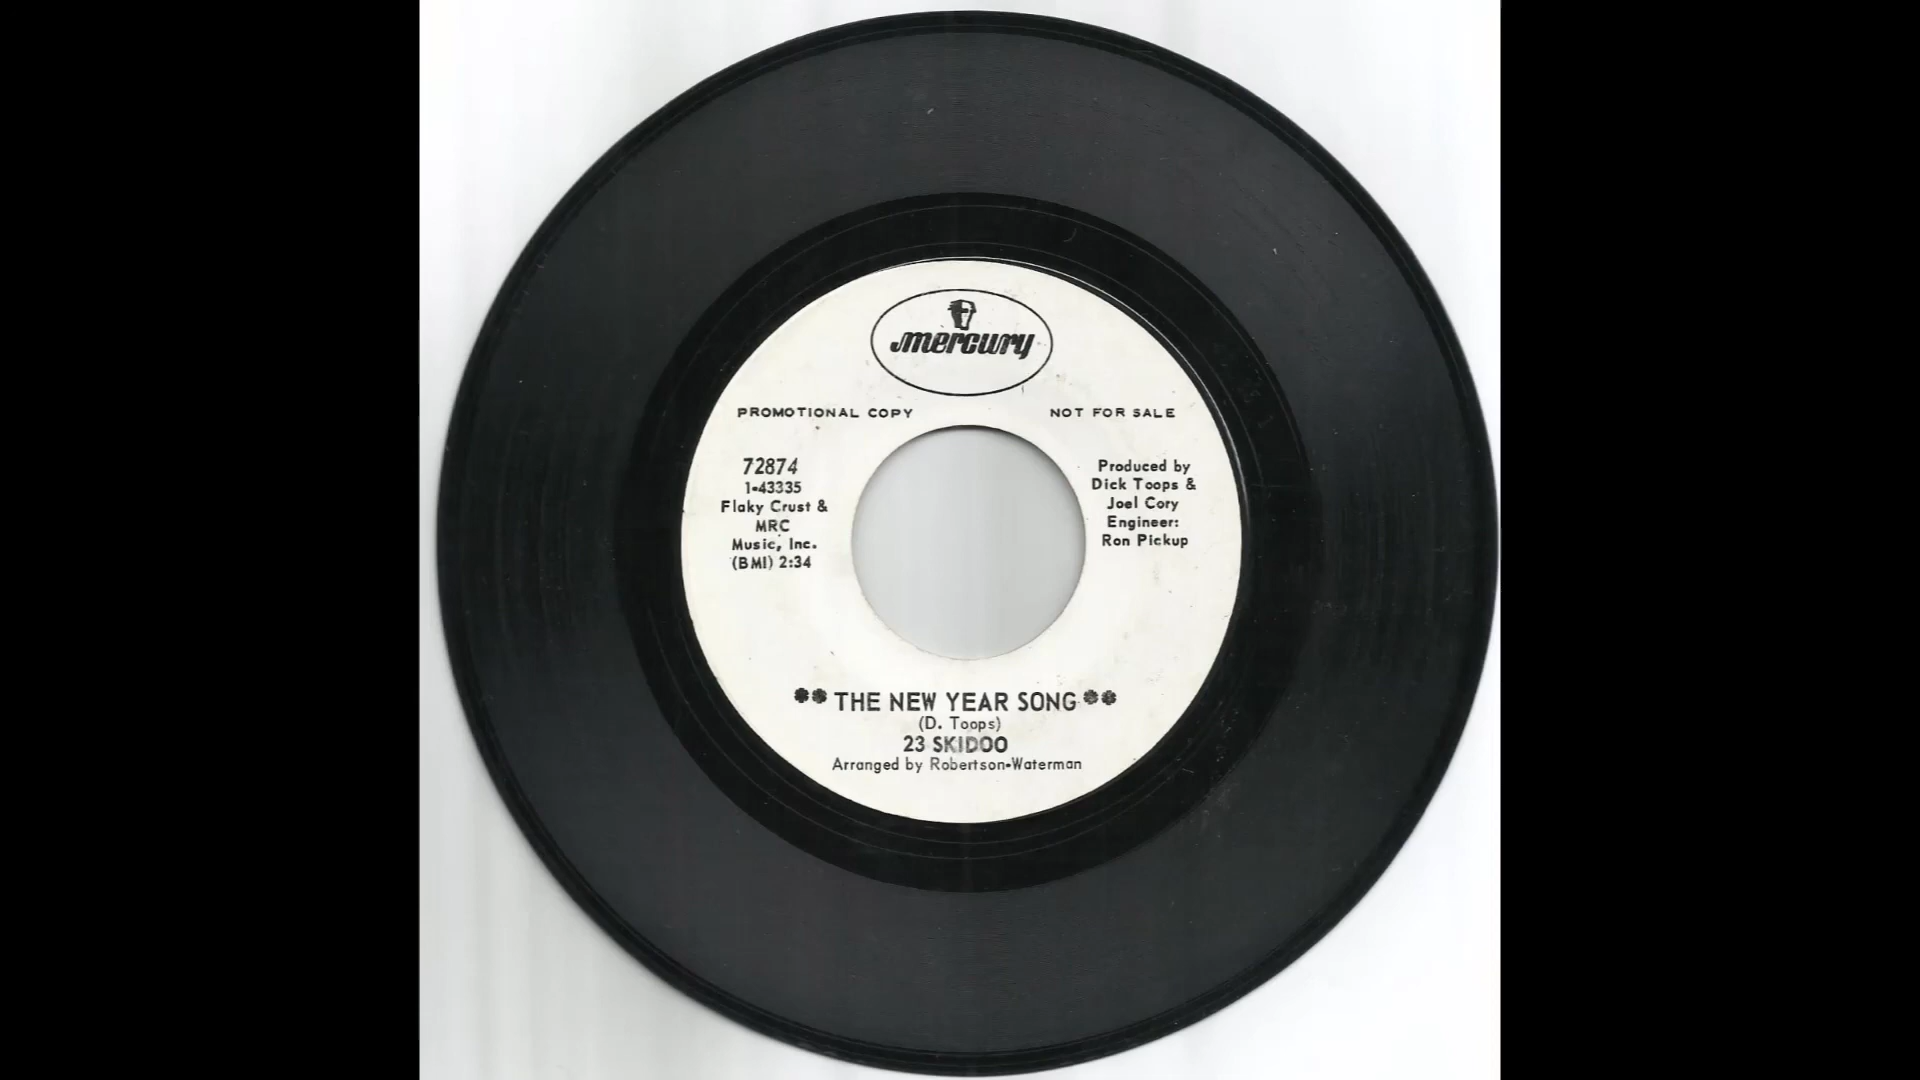 mercury
PROMOTIONAL COPY
NOT FOR SALE
72874
1-43335
Flaky Crust &
MRC
Music, Inc.
(BMI) 2:34
Produced by
Dick Toops &
Joel Cory
Engineer:
Ron Pickup
** THE NEW YEAR SONG **
(D. Toops)
23 SKIDOO
Arranged by Robertson-Waterman